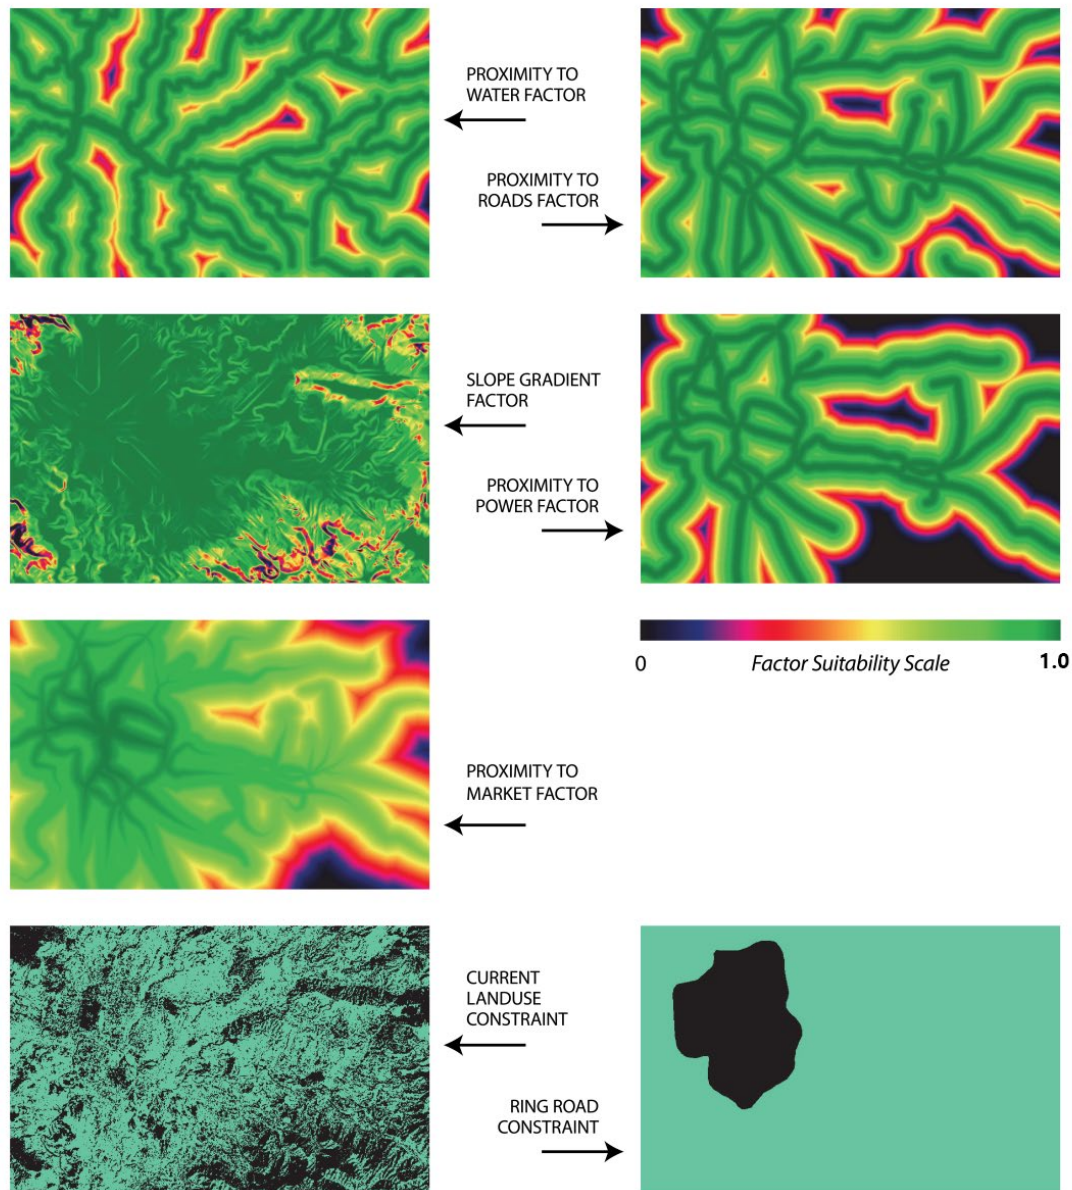 PROXIMITY TO
WATER FACTOR
PROXIMITY TO
ROADS FACTOR
SLOPE GRADIENT
FACTOR
PROXIMITY TO
POWER FACTOR
0
Factor Suitability Scale
1.0
PROXIMITY TO
MARKET FACTOR
CURRENT
LANDUSE
CONSTRAINT
RING ROAD
CONSTRAINT